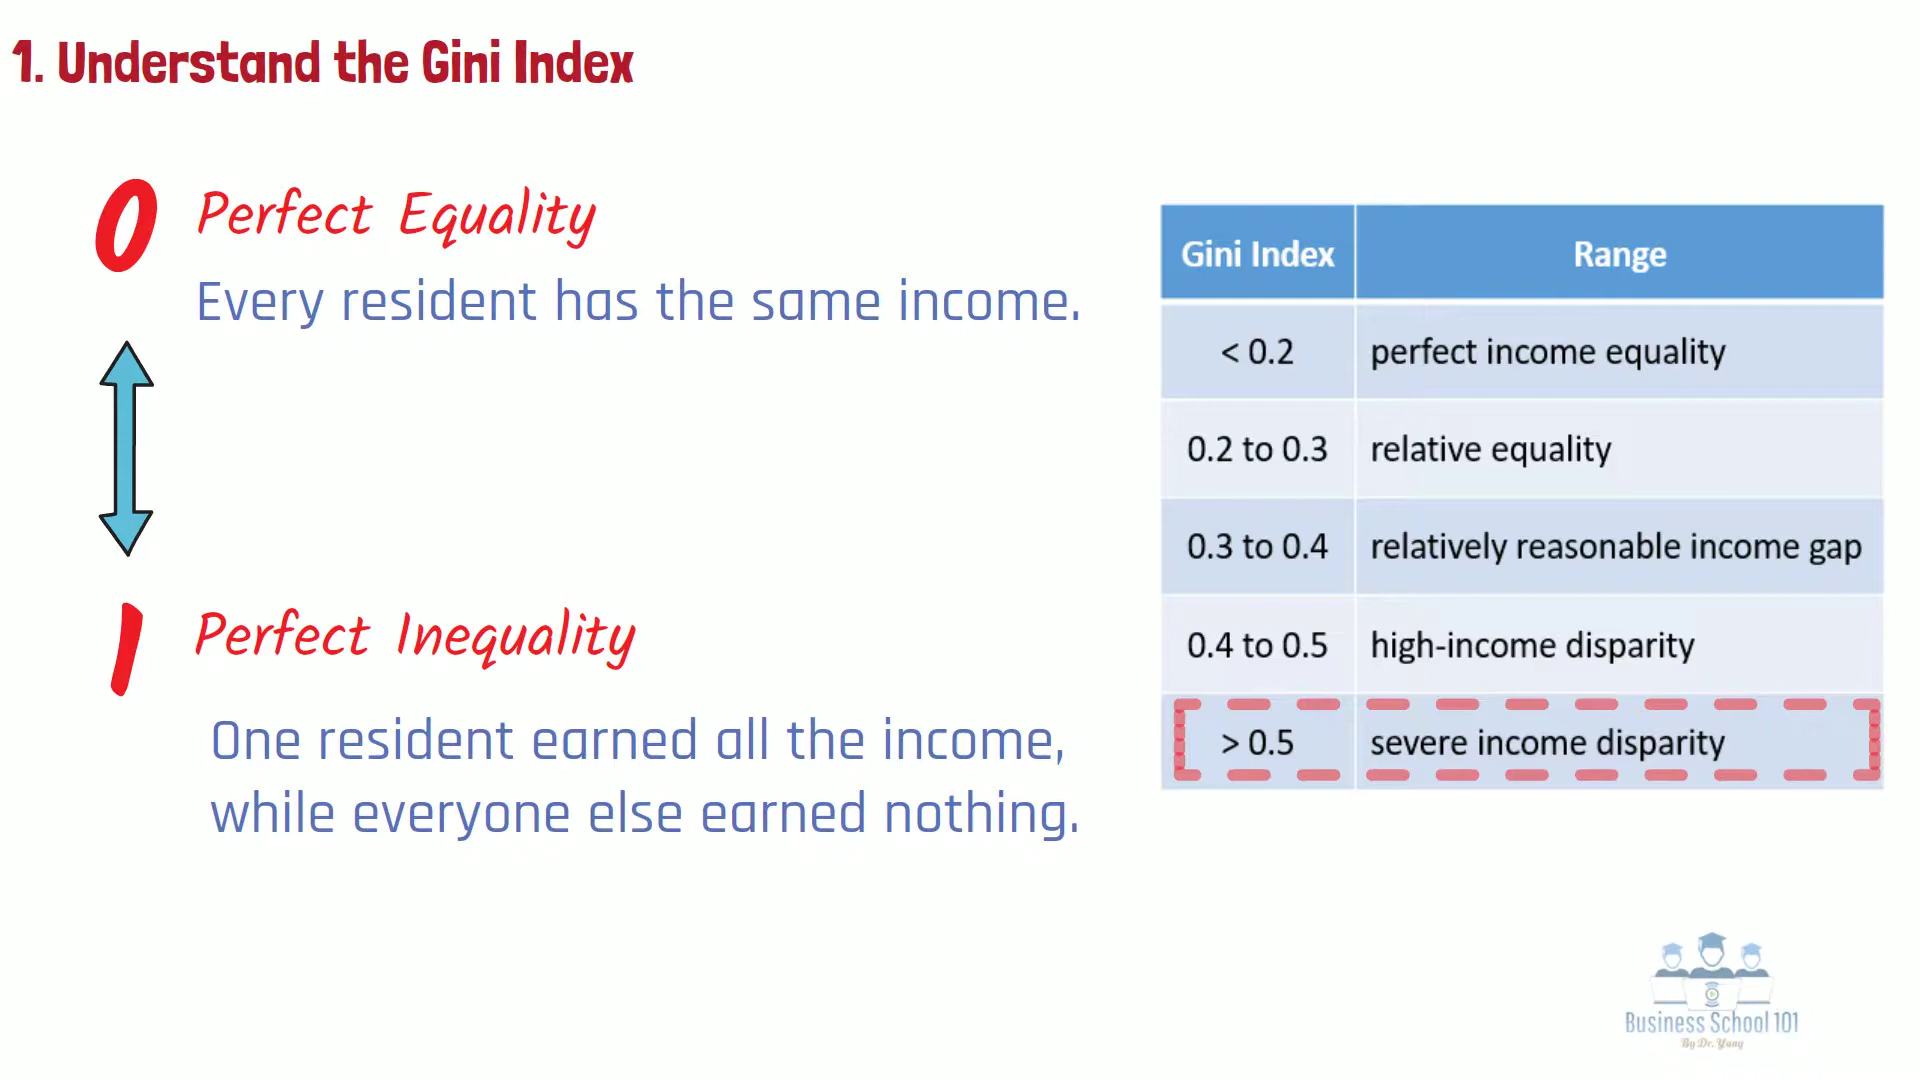 1. Understand the Gini Index
0 Perfect Equality
Every resident has the same income.
1 Perfect Inequality
One resident earned all the income,
while everyone else earned nothing.
Gini Index Range
< 0.2 perfect income equality
0.2 to 0.3 relative equality
0.3 to 0.4 relatively reasonable income gap
0.4 to 0.5 high-income disparity
> 0.5 severe income disparity
Business School 101
By Dr. Yang